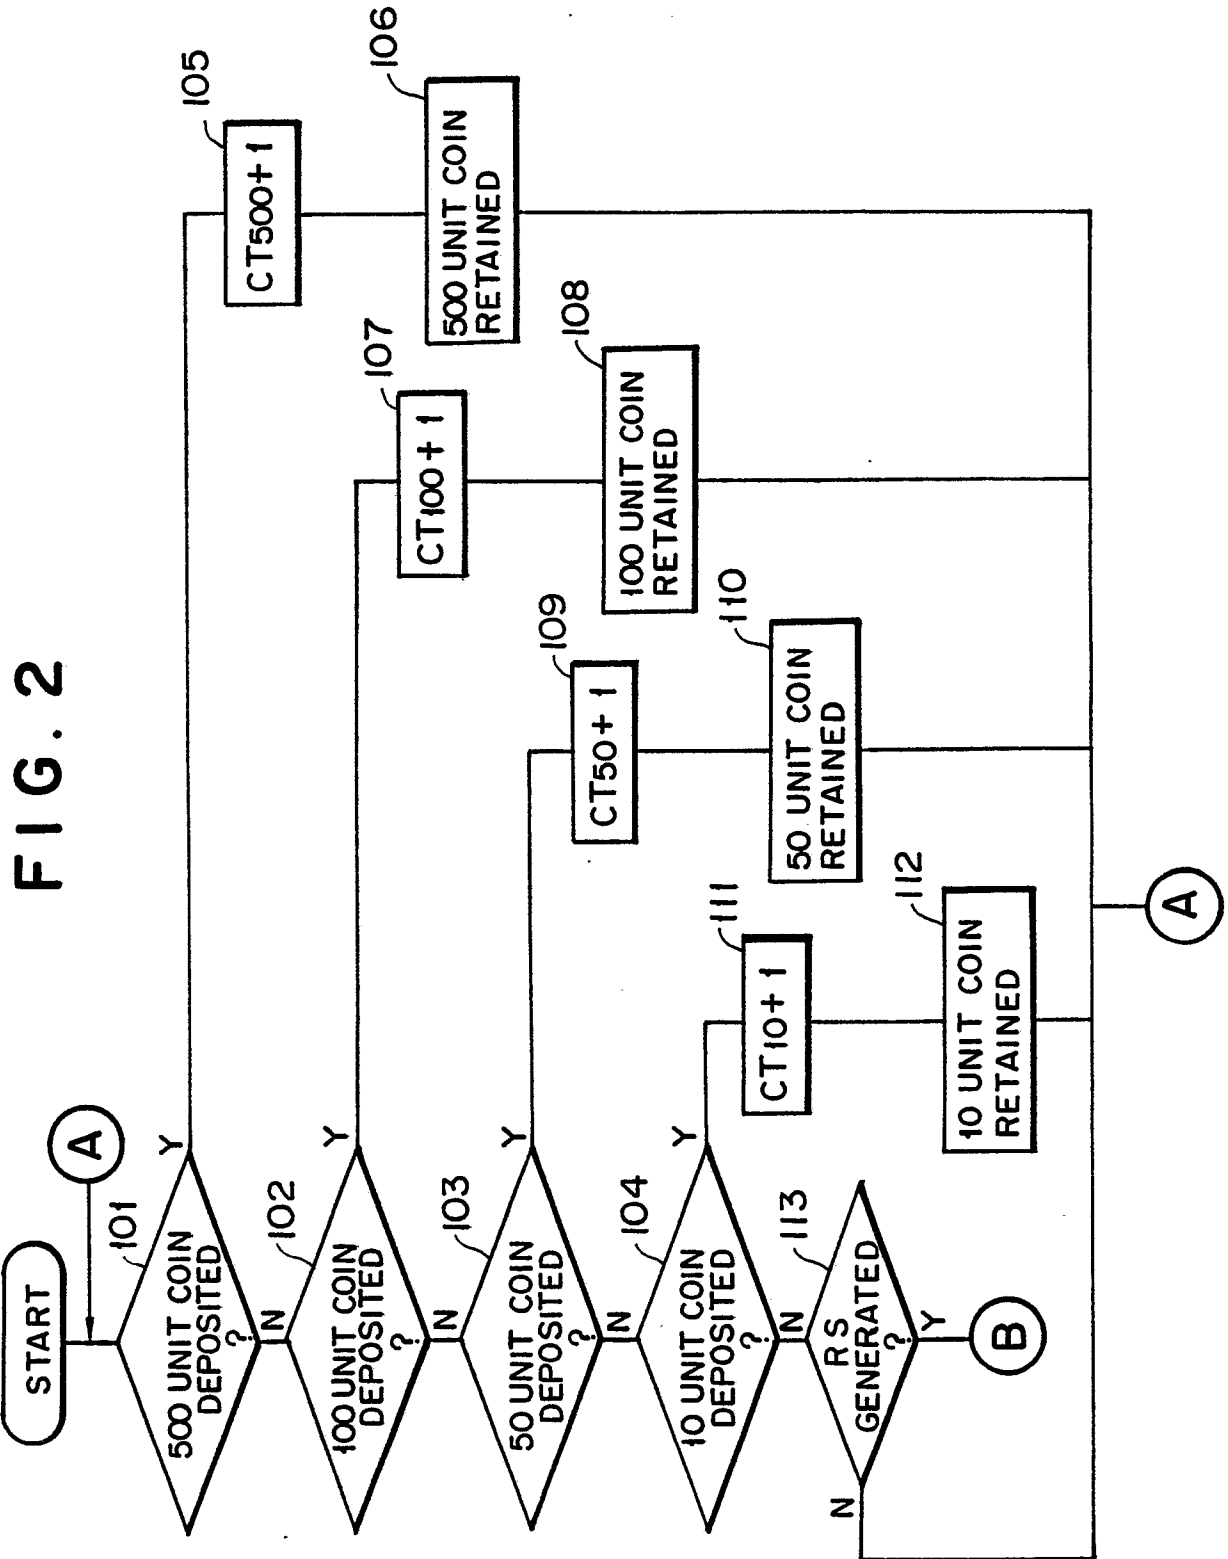 FIG. 2
START
A
101
500 UNIT COIN
DEPOSITED
?
Y
N
105
CT500+1
106
500 UNIT COIN
RETAINED
102
100 UNIT COIN
DEPOSITED
?
Y
N
107
CT100+1
108
100 UNIT COIN
RETAINED
103
50 UNIT COIN
DEPOSITED
?
Y
N
109
CT50+1
110
50 UNIT COIN
RETAINED
104
10 UNIT COIN
DEPOSITED
?
Y
N
111
CT10+1
112
10 UNIT COIN
RETAINED
113
RS
GENERATED
?
N
Y
B
A